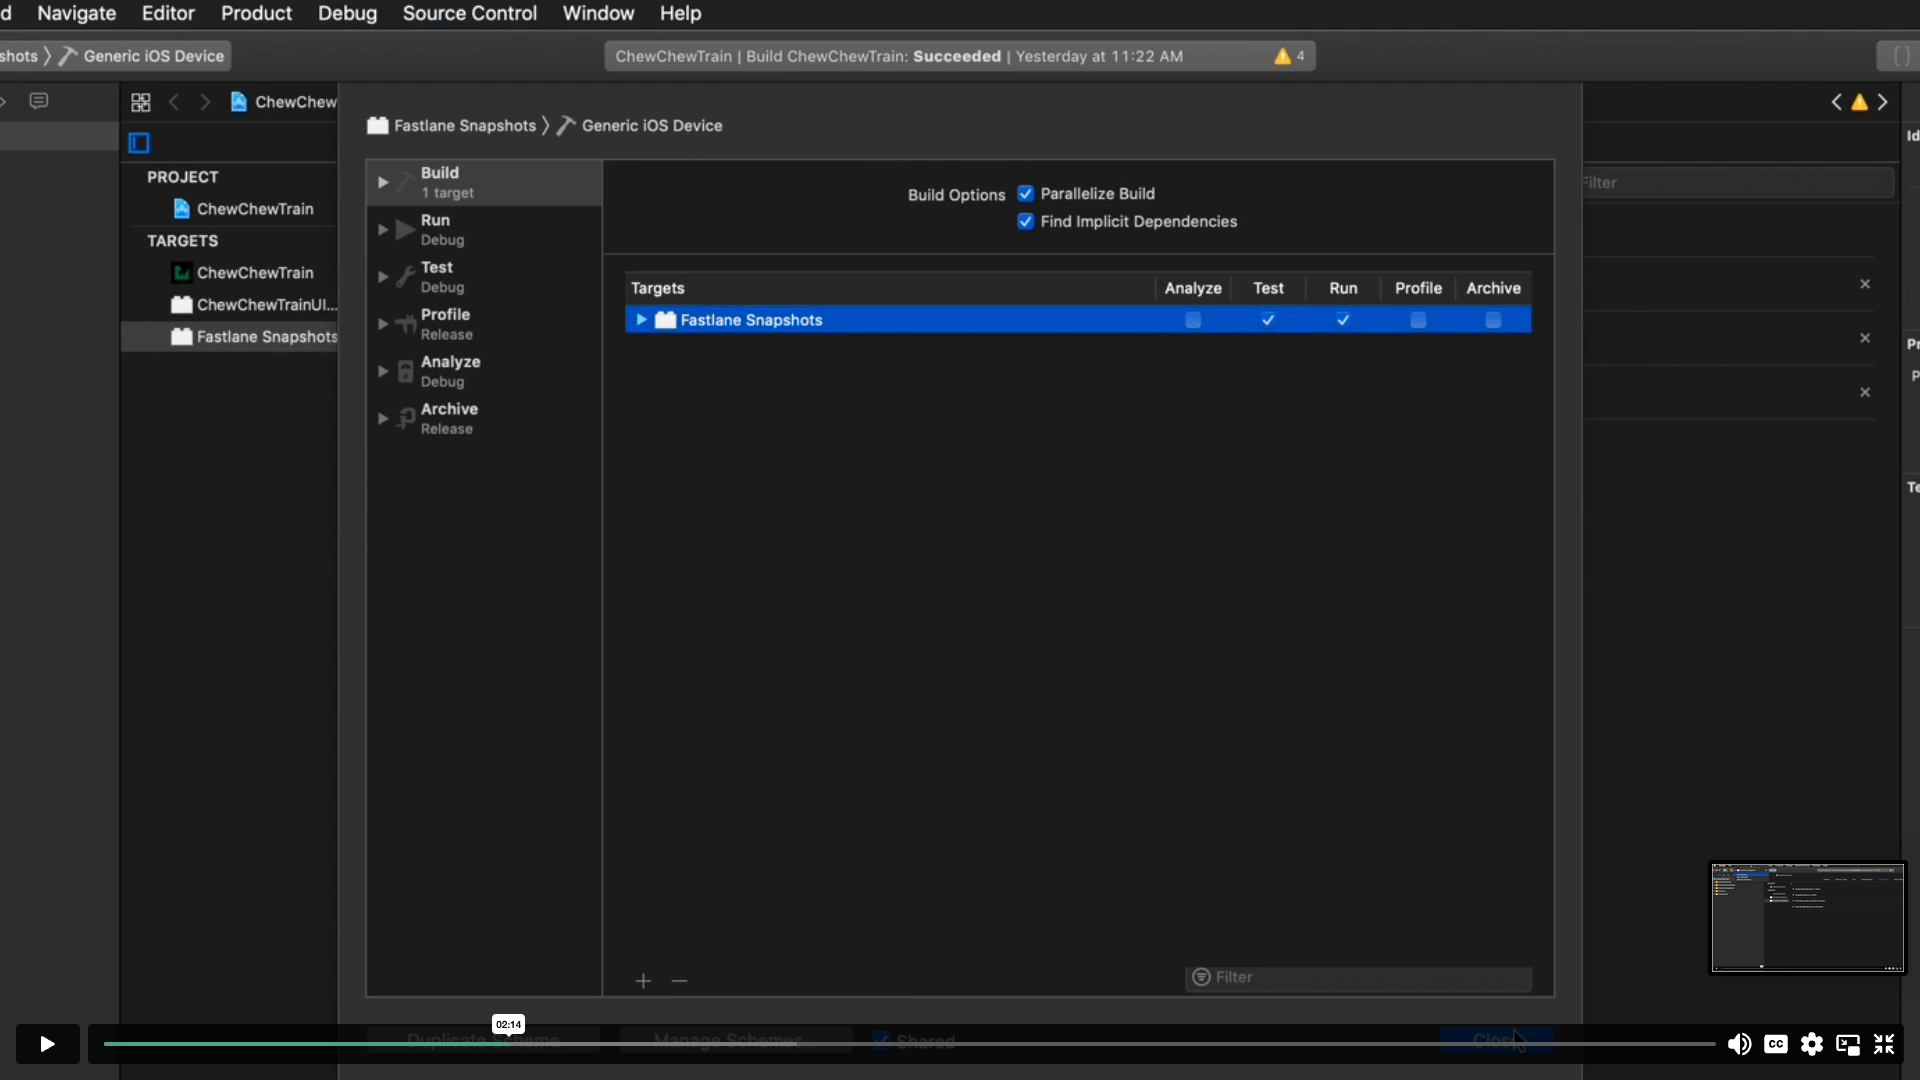 d Navigate Editor Product Debug Source Control Window Help
shots Generic iOS Device
ChewChewTrain | Build ChewChewTrain: Succeeded | Yesterday at 11:22 AM 4
ChewChew
PROJECT
ChewChewTrain
TARGETS
ChewChewTrain
ChewChewTrainUI...
Fastlane Snapshots
Fastlane Snapshots Generic iOS Device
Build
1 target
Run
Debug
Test
Debug
Profile
Release
Analyze
Debug
Archive
Release
Build Options Parallelize Build
Find Implicit Dependencies
Targets Analyze Test Run Profile Archive
Fastlane Snapshots
Filter
Filter
Id
Pr
P
Te
02:14
Duplicate Scheme
Manage Schemes...
Shared
Close
CC